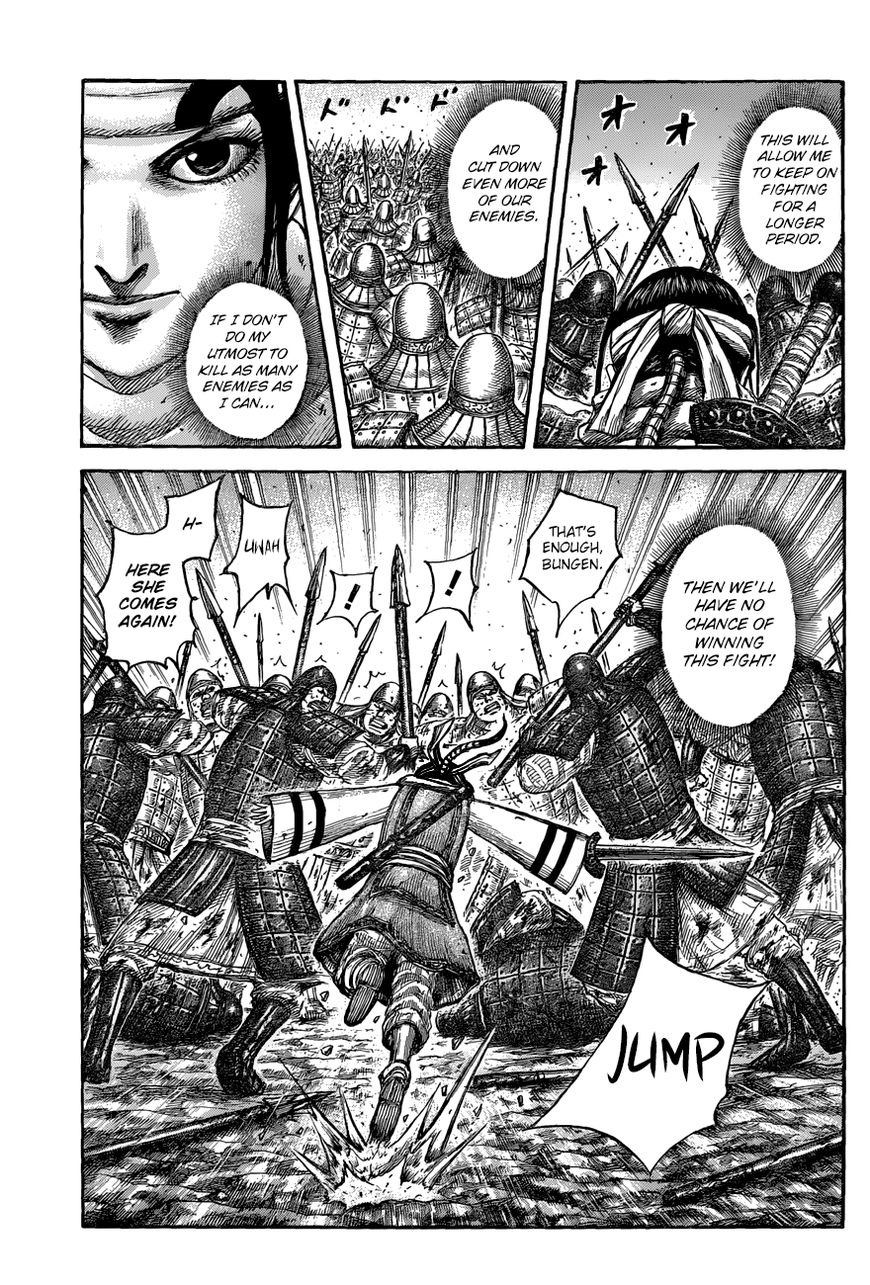 THIS WILL
ALLOW ME
TO KEEP ON
FIGHTING
FOR A
LONGER
PERIOD.
オ
オ
オ
AND
CUT DOWN
EVEN MORE
OF OUR
ENEMIES.
ド
ド
ド
IF I DON'T
DO MY
UTMOST TO
KILL AS MANY
ENEMIES AS
I CAN...
THEN WE'LL
HAVE NO
CHANCE OF
WINNING
THIS FIGHT!
THAT'S
ENOUGH,
BUNGEN.
!
!
UWAH
H-
HERE
SHE
COMES
AGAIN!
JUMP